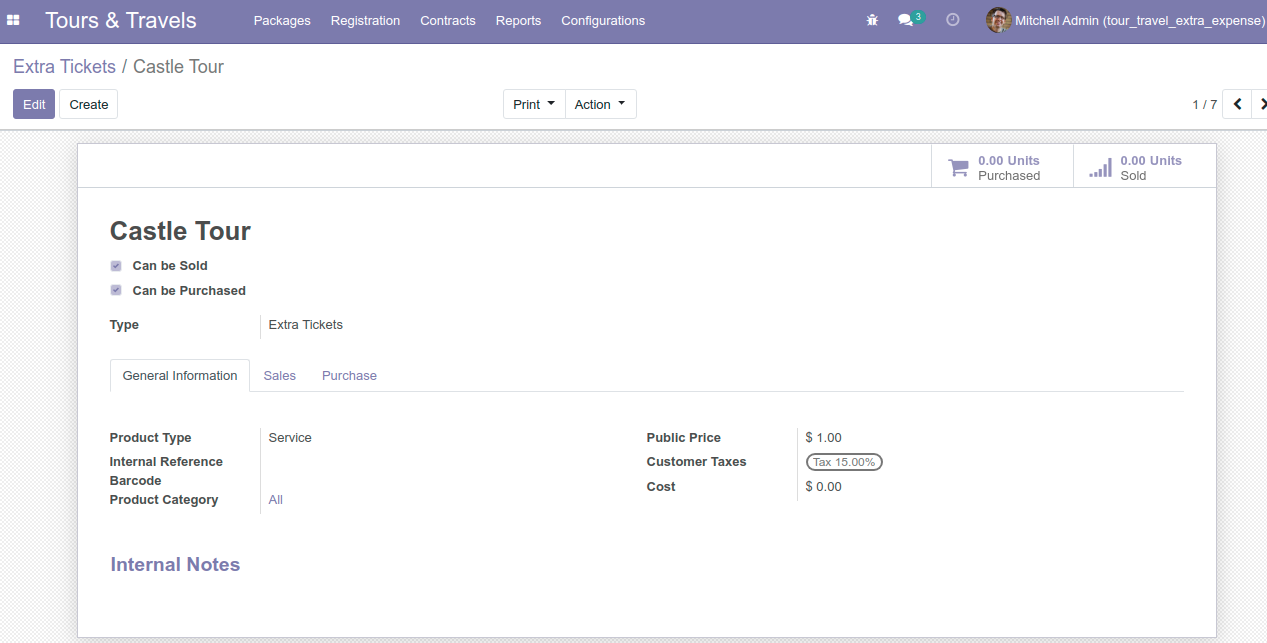 Tours & Travels Packages Registration Contracts Reports Configurations 3 Mitchell Admin (tour_travel_extra_expense)
Extra Tickets / Castle Tour
Edit Create Print Action 1 / 7
0.00 Units Purchased
0.00 Units Sold
Castle Tour
Can be Sold
Can be Purchased
Type Extra Tickets
General Information Sales Purchase
Product Type Service
Internal Reference
Barcode
Product Category All
Public Price $ 1.00
Customer Taxes Tax 15.00%
Cost $ 0.00
Internal Notes